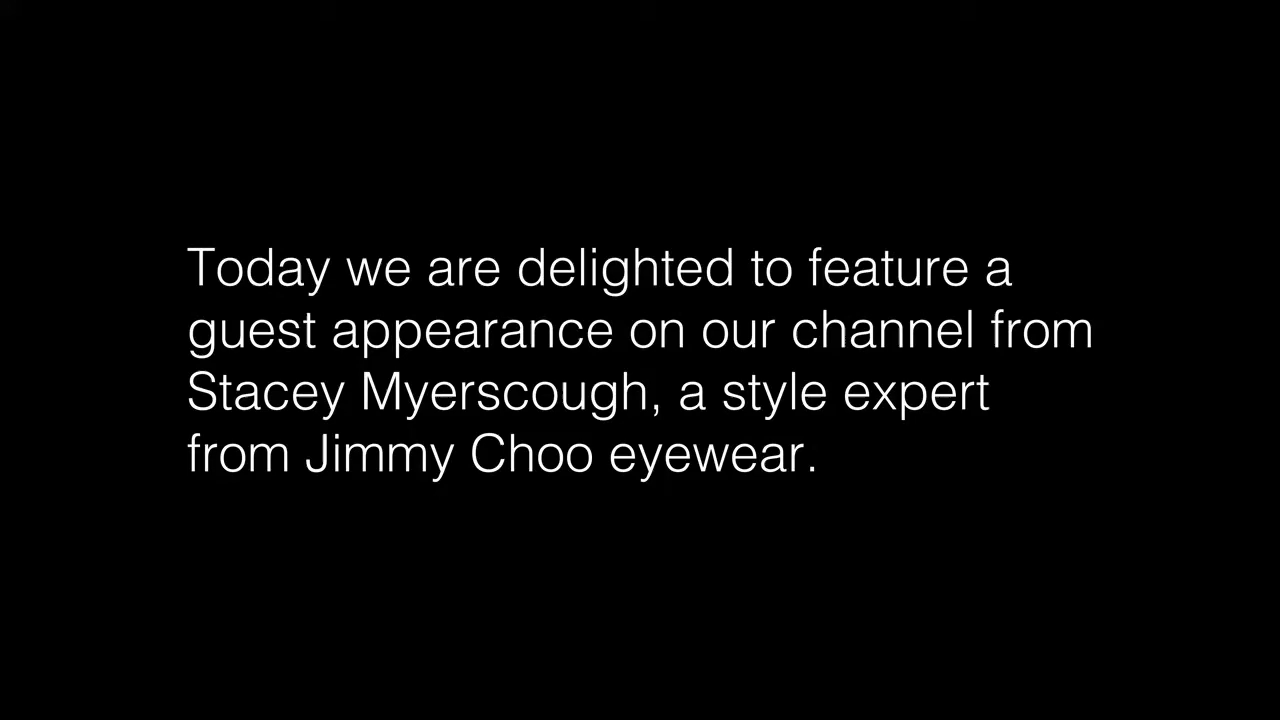 Today we are delighted to feature a
guest appearance on our channel from
Stacey Myerscough, a style expert
from Jimmy Choo eyewear.